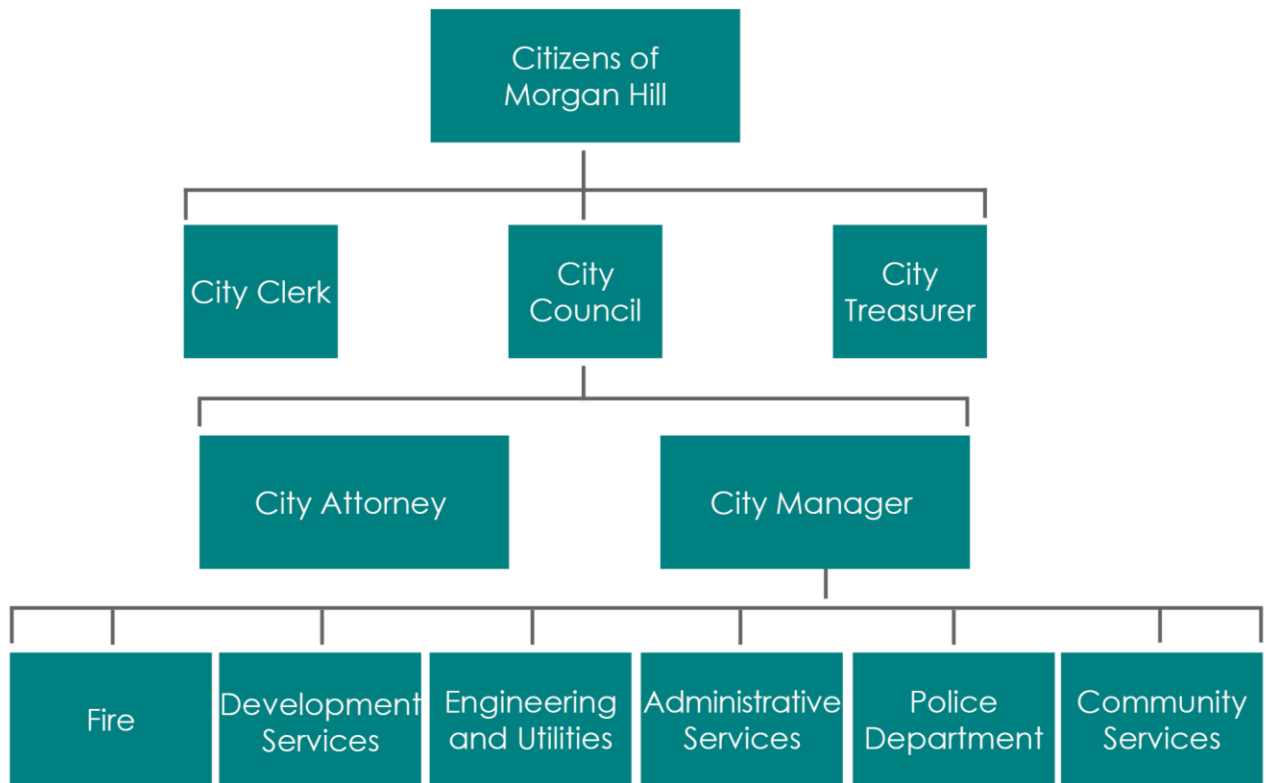 Citizens of
Morgan Hill
City Clerk
City
Council
City
Treasurer
City Attorney
City Manager
Fire
Development
Services
Engineering
and Utilities
Administrative
Services
Police
Department
Community
Services